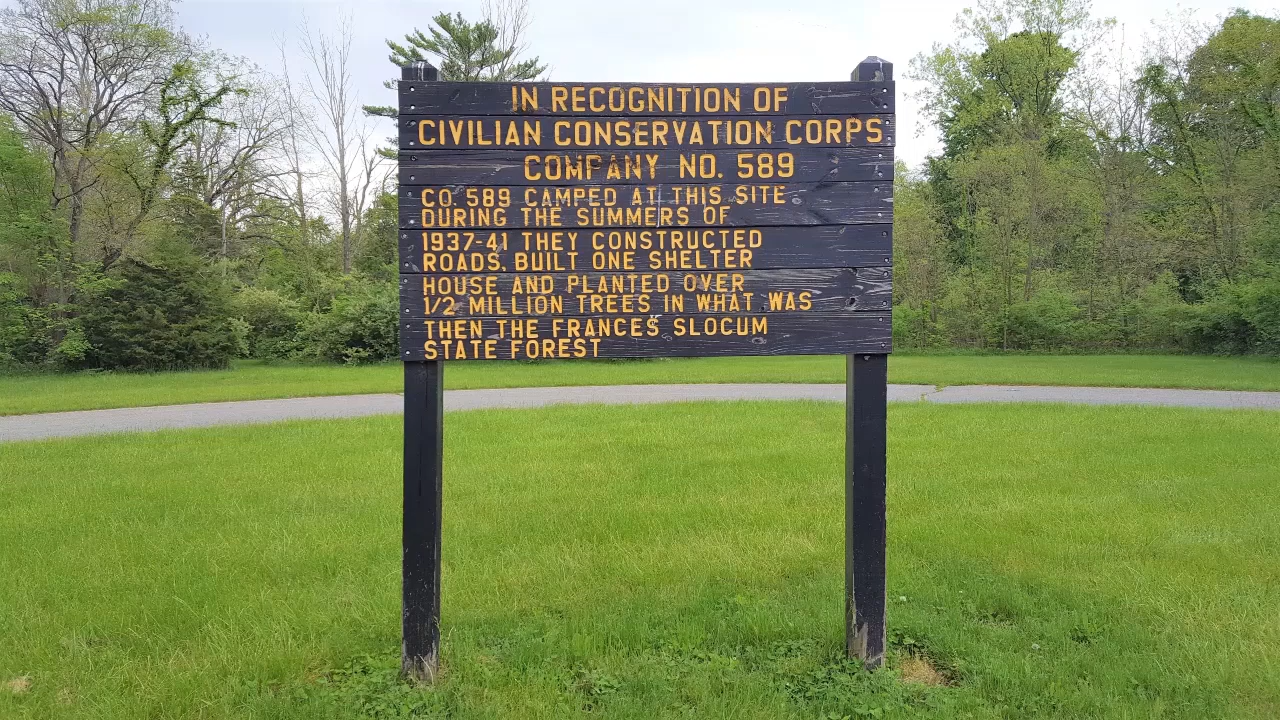 IN RECOGNITION OF
CIVILIAN CONSERVATION CORPS
COMPANY NO. 589
CO. 589 CAMPED AT THIS SITE
DURING THE SUMMERS OF
1937-41 THEY CONSTRUCTED
ROADS, BUILT ONE SHELTER
HOUSE AND PLANTED OVER
1/2 MILLION TREES IN WHAT WAS
THEN THE FRANCES SLOCUM
STATE FOREST